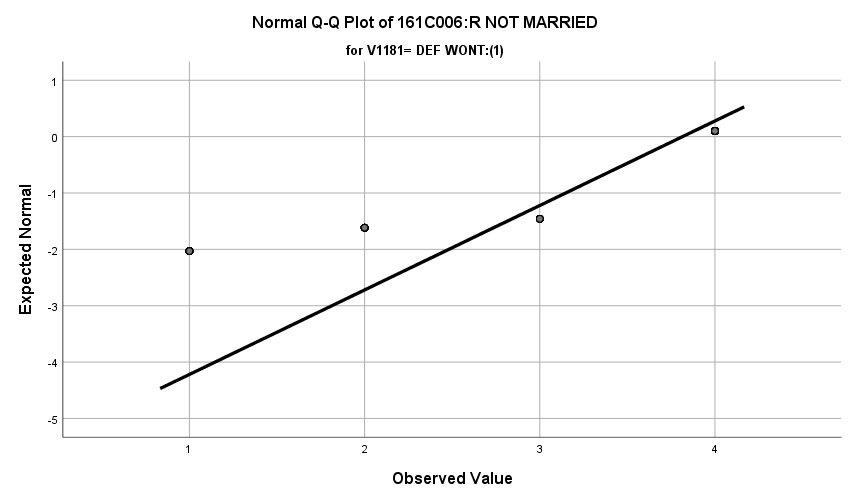 Normal Q-Q Plot of 161C006:R NOT MARRIED
for V1181= DEF WONT:(1)
Expected Normal
1
0
-1
-2
-3
-4
-5
1 2 3 4
Observed Value